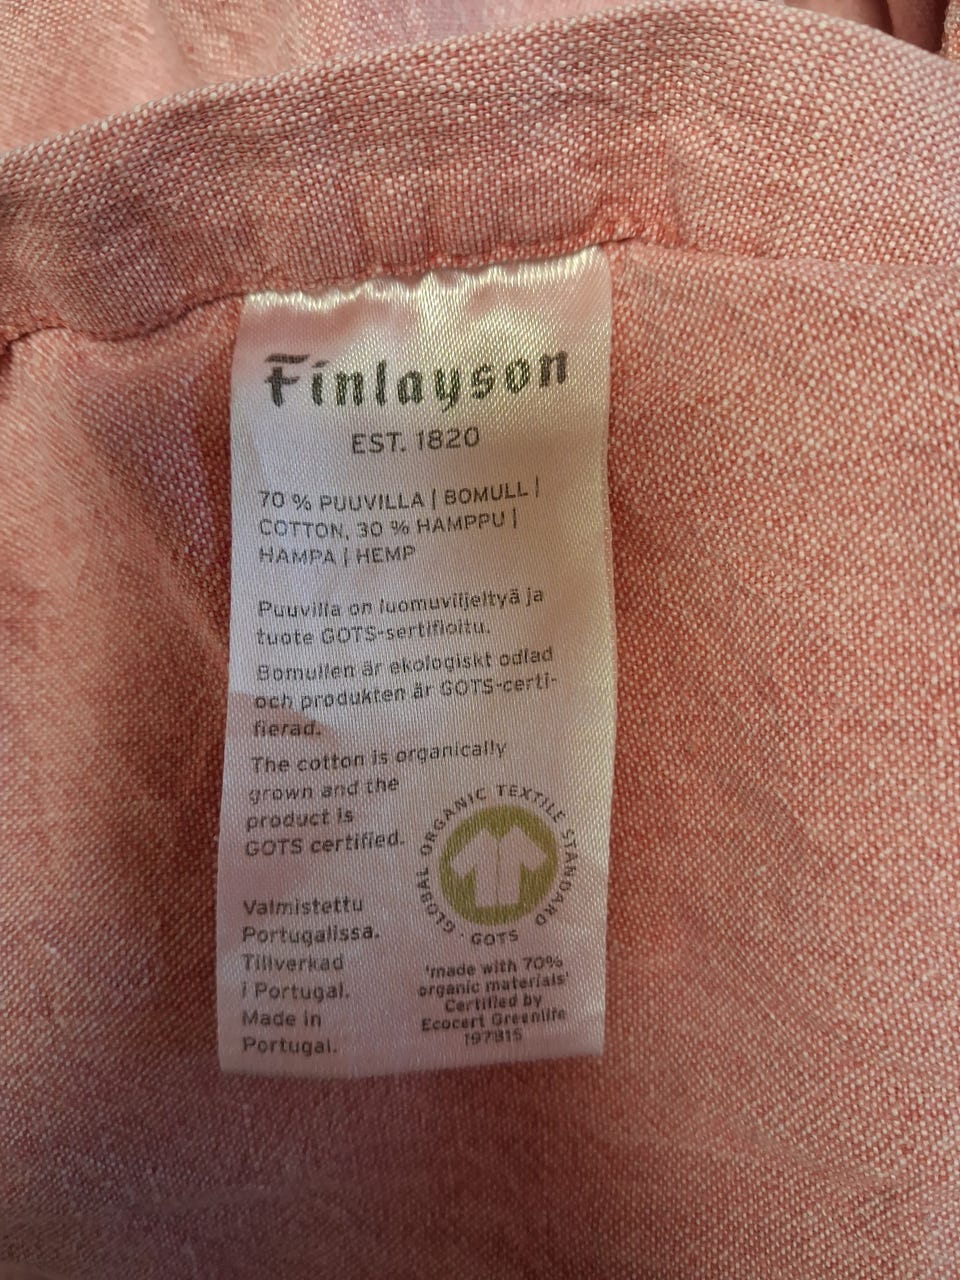 Finlayson
EST. 1820
70 % PUUVILLA | BOMULL |
COTTON, 30 % HAMPPU |
HAMPA | HEMP
Puuvilla on luomuviljeltyä ja
tuote GOTS-sertifioitu.
Bomullen är ekologiskt odlad
och produkten är GOTS-certi-
fierad.
The cotton is organically
grown and the
product is
GOTS certified.
GLOBAL ORGANIC TEXTILE STANDARD · GOTS ·
Valmistettu
Portugalissa.
Tillverkad
i Portugal.
Made in
Portugal.
'made with 70%
organic materials'
Certified by
Ecocert Greenlife
197815